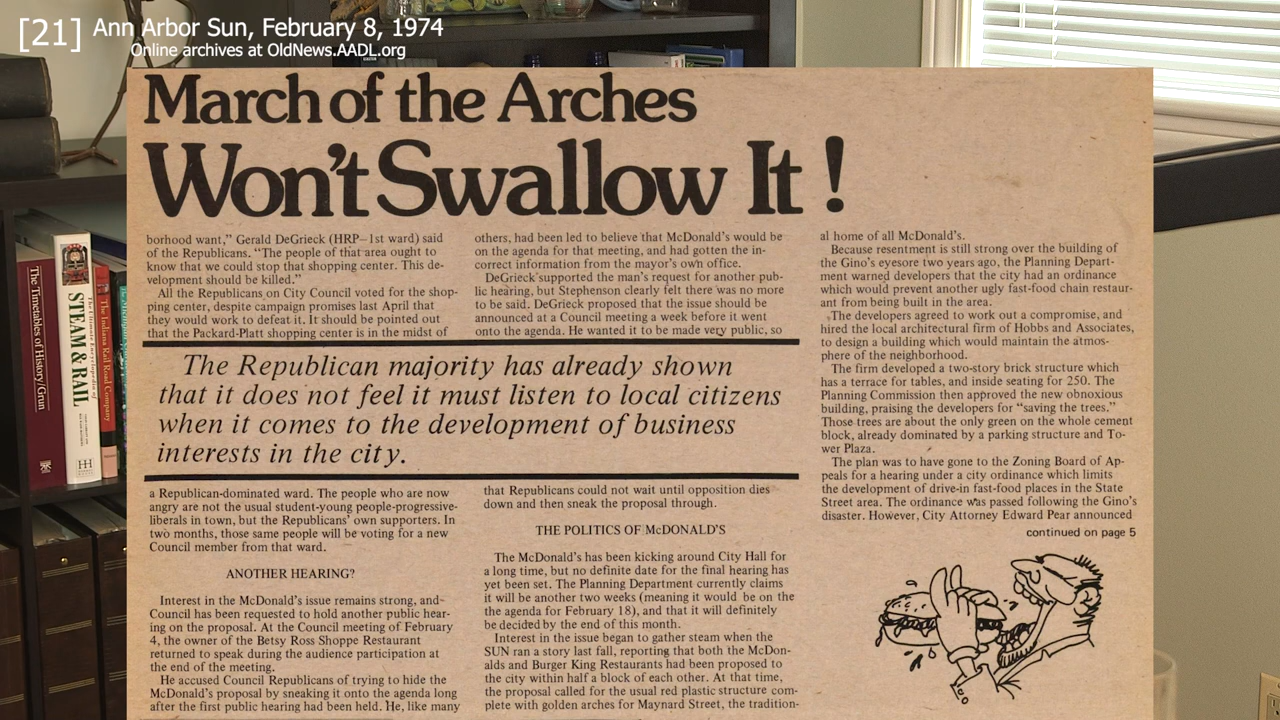 [21] Ann Arbor Sun, February 8, 1974
Online archives at OldNews.AADL.org
March of the Arches
Won't Swallow It!
borhood want," Gerald DeGrieck (HRP—1st ward) said
of the Republicans. "The people of that area ought to
know that we could stop that shopping center. This de-
velopment should be killed."
All the Republicans on City Council voted for the shop-
ping center, despite campaign promises last April that
they would work to defeat it. It should be pointed out
that the Packard-Platt shopping center is in the midst of
others, had been led to believe that McDonald's would be
on the agenda for that meeting, and had gotten the in-
correct information from the mayor's own office.
DeGrieck supported the man's request for another pub-
lic hearing, but Stephenson clearly felt there was no more
to be said. DeGrieck proposed that the issue should be
announced at a Council meeting a week before it went
onto the agenda. He wanted it to be made very public, so
The Republican majority has already shown
that it does not feel it must listen to local citizens
when it comes to the development of business
interests in the city.
a Republican-dominated ward. The people who are now
angry are not the usual student-young people-progressive-
liberals in town, but the Republicans' own supporters. In
two months, those same people will be voting for a new
Council member from that ward.
ANOTHER HEARING?
Interest in the McDonald's issue remains strong, and
Council has been requested to hold another public hear-
ing on the proposal. At the Council meeting of February
4, the owner of the Betsy Ross Shoppe Restaurant
returned to speak during the audience participation at
the end of the meeting.
He accused Council Republicans of trying to hide the
McDonald's proposal by sneaking it onto the agenda long
after the first public hearing had been held. He, like many
that Republicans could not wait until opposition dies
down and then sneak the proposal through.
THE POLITICS OF McDONALD'S
The McDonald's has been kicking around City Hall for
a long time, but no definite date for the final hearing has
yet been set. The Planning Department currently claims
it will be another two weeks (meaning it would be on the
the agenda for February 18), and that it will definitely
be decided by the end of this month.
Interest in the issue began to gather steam when the
SUN ran a story last fall, reporting that both the McDon-
alds and Burger King Restaurants had been proposed to
the city within half a block of each other. At that time,
the proposal called for the usual red plastic structure com-
plete with golden arches for Maynard Street, the tradition-
al home of all McDonald's.
Because resentment is still strong over the building of
the Gino's eyesore two years ago, the Planning Depart-
ment warned developers that the city had an ordinance
which would prevent another ugly fast-food chain restaur-
ant from being built in the area.
The developers agreed to work out a compromise, and
hired the local architectural firm of Hobbs and Associates,
to design a building which would maintain the atmos-
phere of the neighborhood.
The firm developed a two-story brick structure which
has a terrace for tables, and inside seating for 250. The
Planning Commission then approved the new obnoxious
building, praising the developers for "saving the trees."
Those trees are about the only green on the whole cement
block, already dominated by a parking structure and To-
wer Plaza.
The plan was to have gone to the Zoning Board of Ap-
peals for a hearing under a city ordinance which limits
the development of drive-in fast-food places in the State
Street area. The ordinance was passed following the Gino's
disaster. However, City Attorney Edward Pear announced
continued on page 5
The Timetables of History/Grun
The Ultimate Encyclopedia of
STEAM & RAIL
The Indiana Rail Road Company